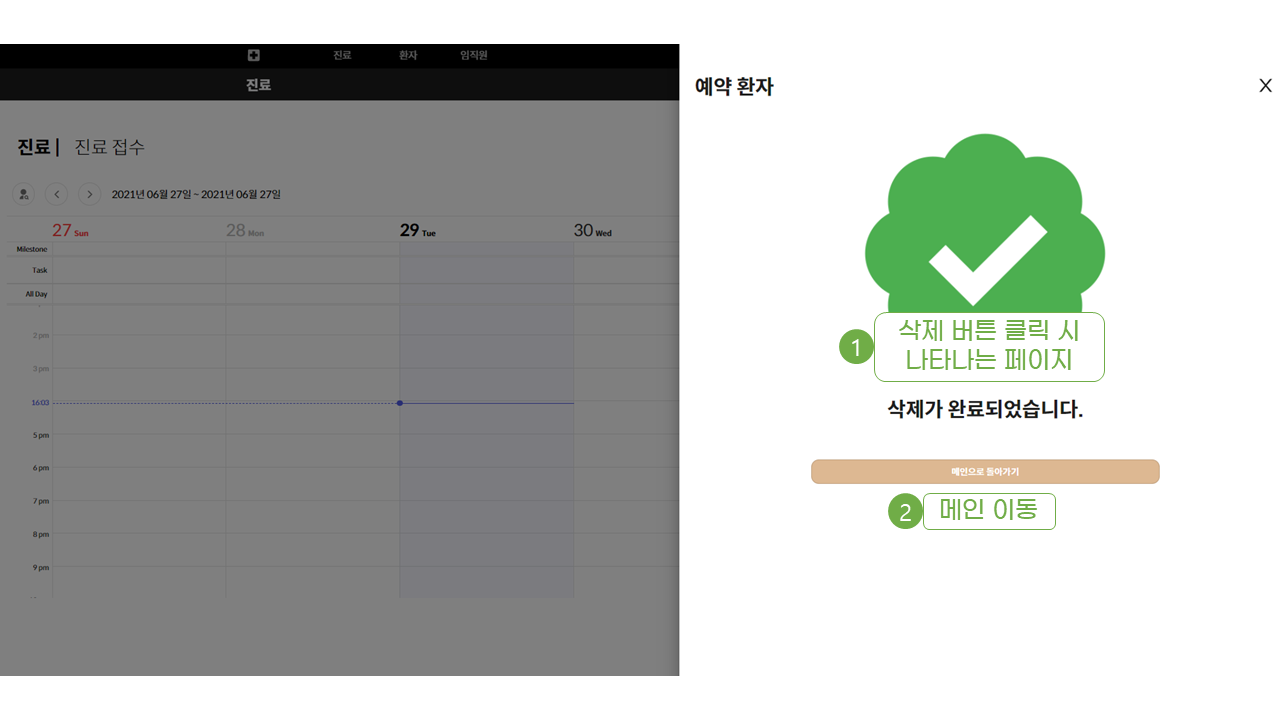 진료 환자 임직원
진료
진료 | 진료 접수
2021년 06월 27일 ~ 2021년 06월 27일
27 Sun 28 Mon 29 Tue 30 Wed
Milestone
Task
All Day
2 pm
3 pm
16:03
5 pm
6 pm
7 pm
8 pm
9 pm
예약 환자 X
1 삭제 버튼 클릭 시
나타나는 페이지
삭제가 완료되었습니다.
메인으로 돌아가기
2 메인 이동